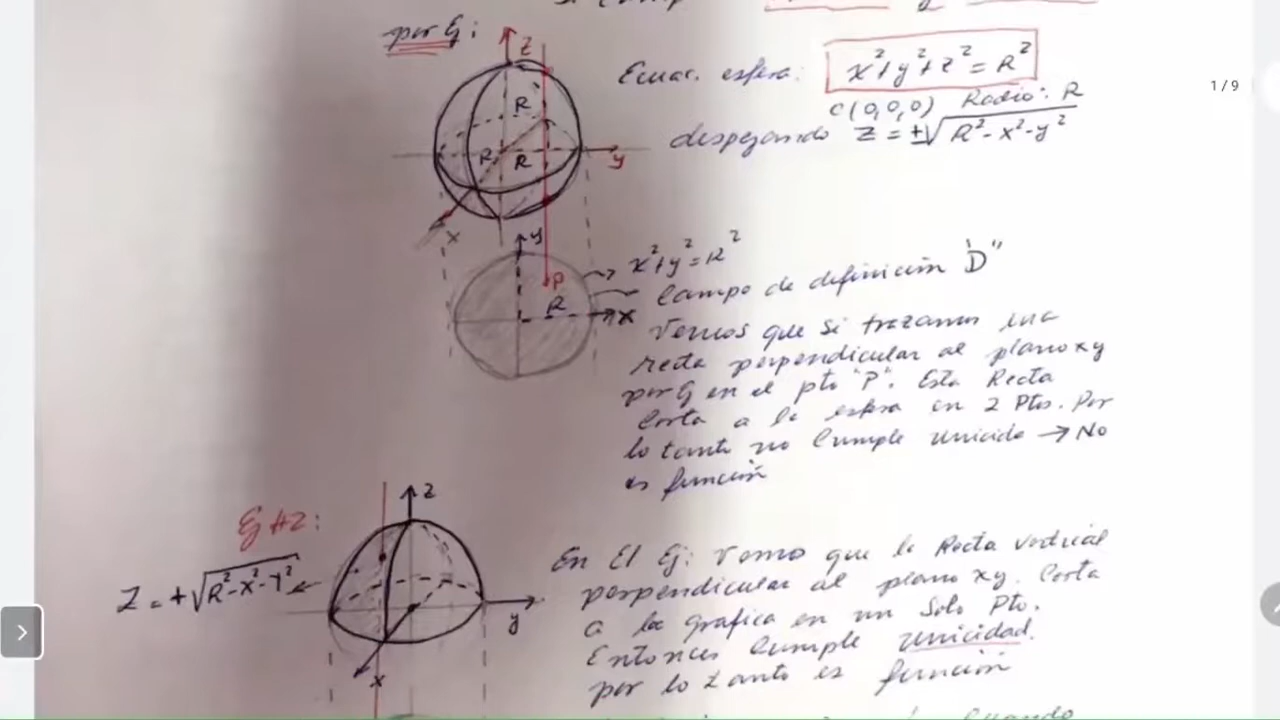 por Ej:
Ecuac. esfera: x²+y²+z²=R²
C(0,0,0) Radio: R
despejando Z=±√R²-x²-y²
z
R
R
R
y
x
y
x²+y²=R²
P
R
x
Campo de definición "D"
Vemos que si trazamos una
recta perpendicular al plano xy
por Ej en el pto "P". Esta Recta
Corta a la esfera en 2 Ptos. Por
lo tanto no Cumple unicida → No
es función
Ej #2:
z
Z=+√R²-x²-y²
y
x
En El Ej: Vemo que la Recta vertical
perpendicular al plano xy. Corta
a la grafica en un Solo Pto.
Entonces Cumple unicidad.
por lo tanto es función
1/9